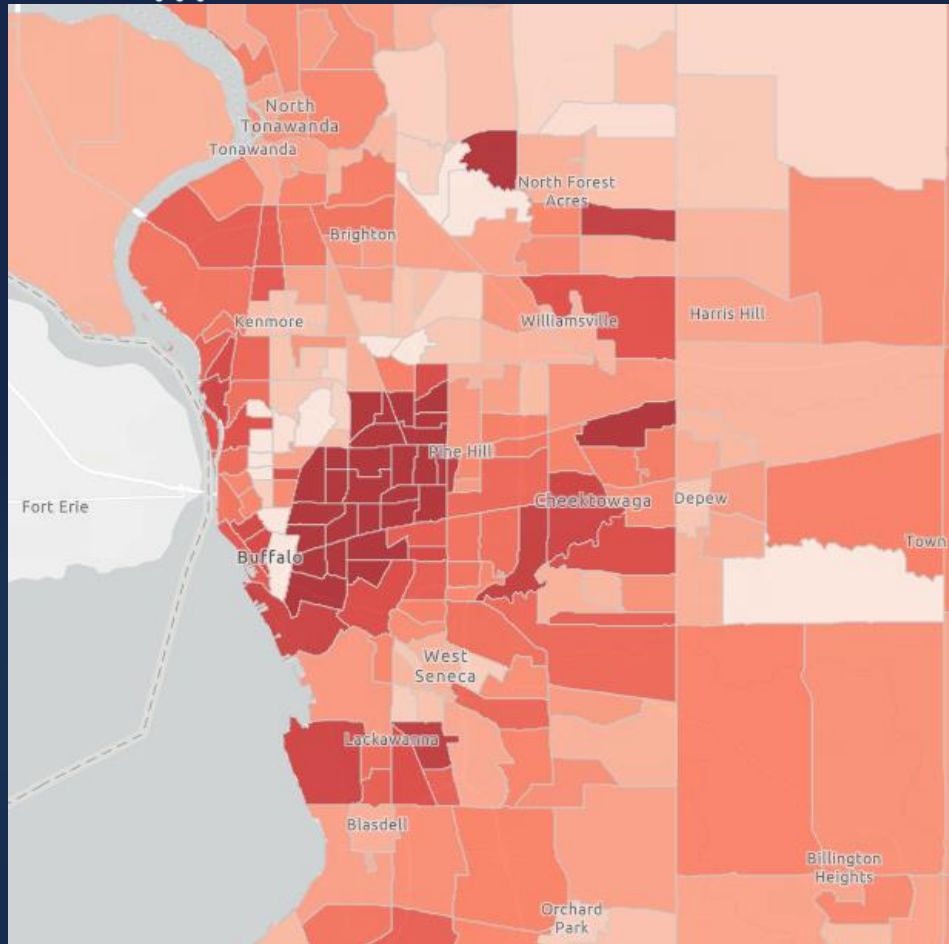 North
Tonawanda
Tonawanda
North Forest
Acres
Brighton
Kenmore
Williamsville
Harris Hill
Pine Hill
Fort Erie
Cheektowaga
Depew
Town
Buffalo
West
Seneca
Lackawanna
Blasdell
Billington
Heights
Orchard
Park